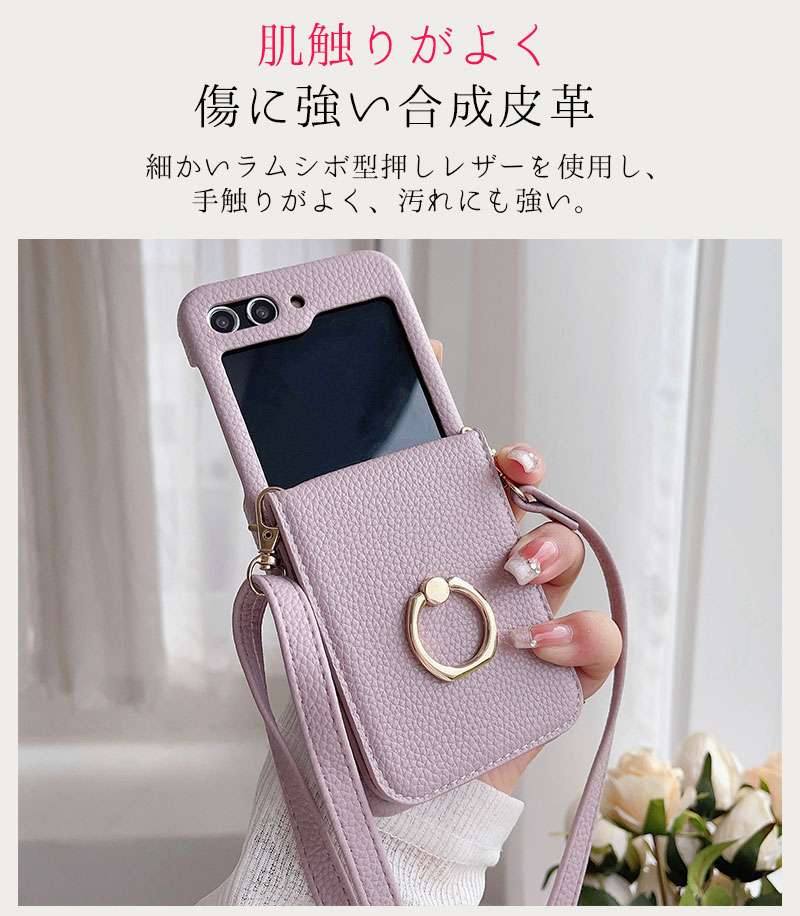 肌触りがよく
傷に強い合成皮革
細かいラムシボ型押しレザーを使用し、
手触りがよく、汚れにも強い。